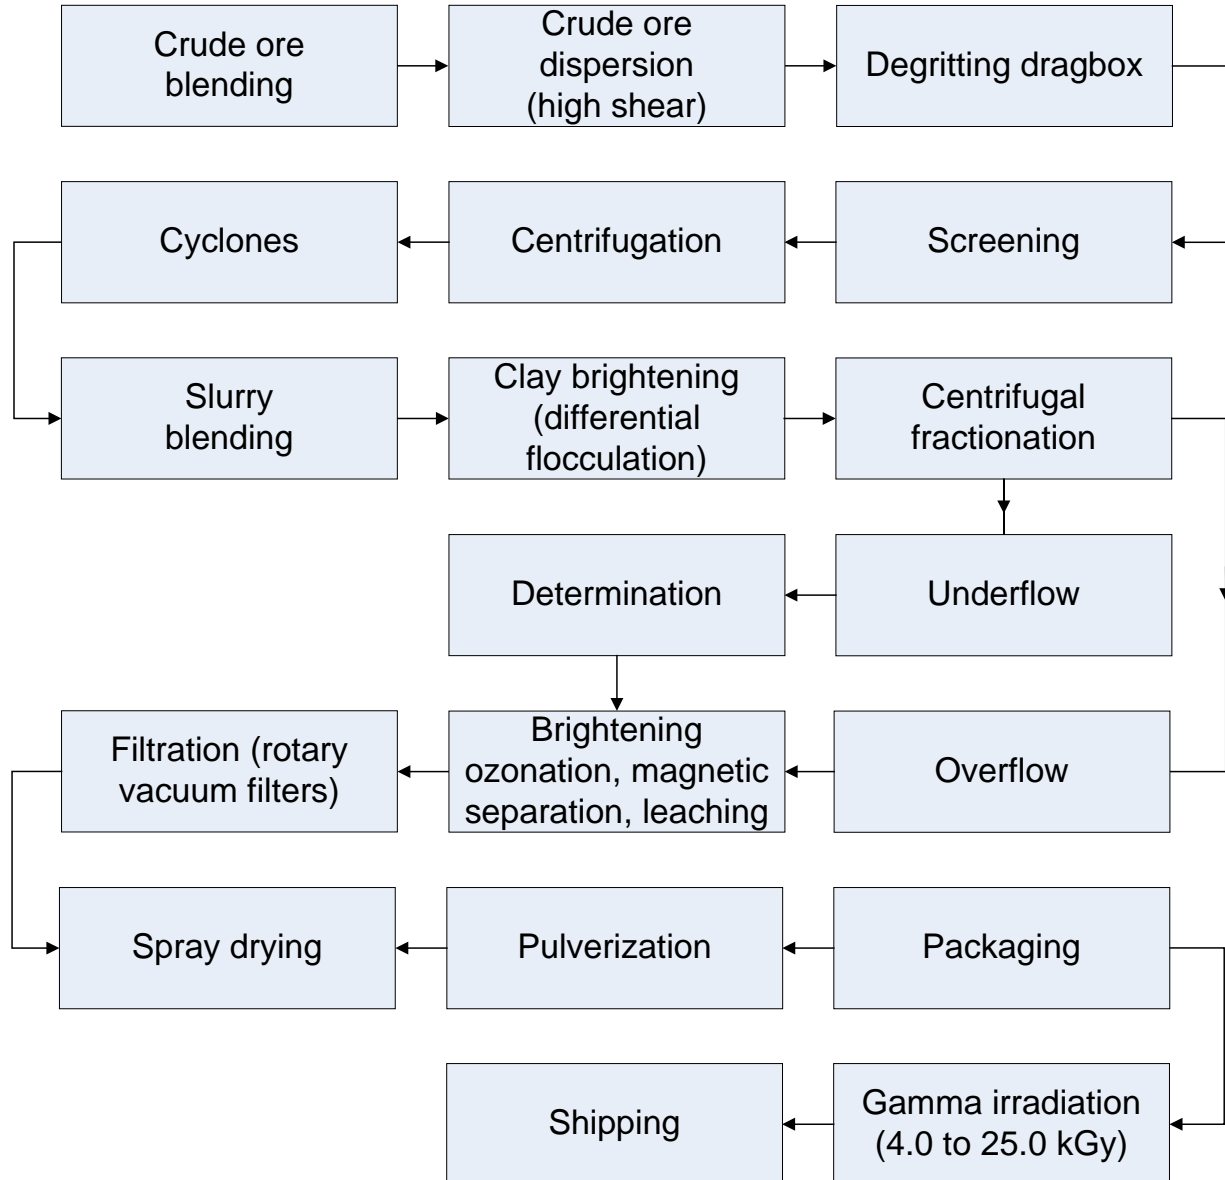 Crude ore
blending
Crude ore
dispersion
(high shear)
Degritting dragbox
Cyclones
Centrifugation
Screening
Slurry
blending
Clay brightening
(differential
flocculation)
Centrifugal
fractionation
Determination
Underflow
Filtration (rotary
vacuum filters)
Brightening
ozonation, magnetic
separation, leaching
Overflow
Spray drying
Pulverization
Packaging
Shipping
Gamma irradiation
(4.0 to 25.0 kGy)